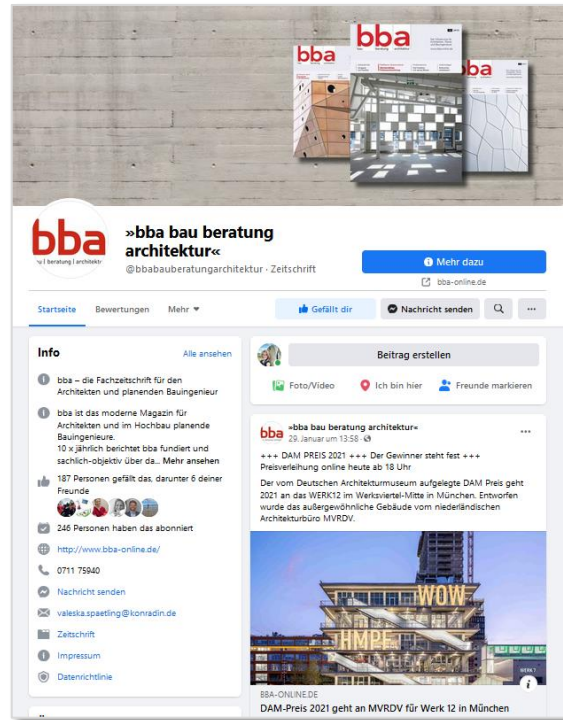 bba
bba
bba
bba
»bba bau beratung
architektur«
@bbabauberatungarchitektur · Zeitschrift
Mehr dazu
bba-online.de
Startseite Bewertungen Mehr
Gefällt dir
Nachricht senden
Info
Alle ansehen
bba – die Fachzeitschrift für den
Architekten und planenden Bauingenieur
bba ist das moderne Magazin für
Architekten und im Hochbau planende
Bauingenieure.
10 x jährlich berichtet bba fundiert und
sachlich-objektiv über da... Mehr ansehen
187 Personen gefällt das, darunter 6 deiner
Freunde
246 Personen haben das abonniert
http://www.bba-online.de/
0711 75940
Nachricht senden
valeska.spaetling@konradin.de
Zeitschrift
Impressum
Datenrichtlinie
Beitrag erstellen
Foto/Video
Ich bin hier
Freunde markieren
bba
»bba bau beratung architektur«
29. Januar um 13:58 ·
+++ DAM PREIS 2021 +++ Der Gewinner steht fest +++
Preisverleihung online heute ab 18 Uhr
Der vom Deutschen Architekturmuseum aufgelegte DAM Preis geht
2021 an das WERK12 im Werksviertel-Mitte in München. Entworfen
wurde das außergewöhnliche Gebäude vom niederländischen
Architekturbüro MVRDV.
WOW
HMPF
BBA-ONLINE.DE
DAM-Preis 2021 geht an MVRDV für Werk 12 in München